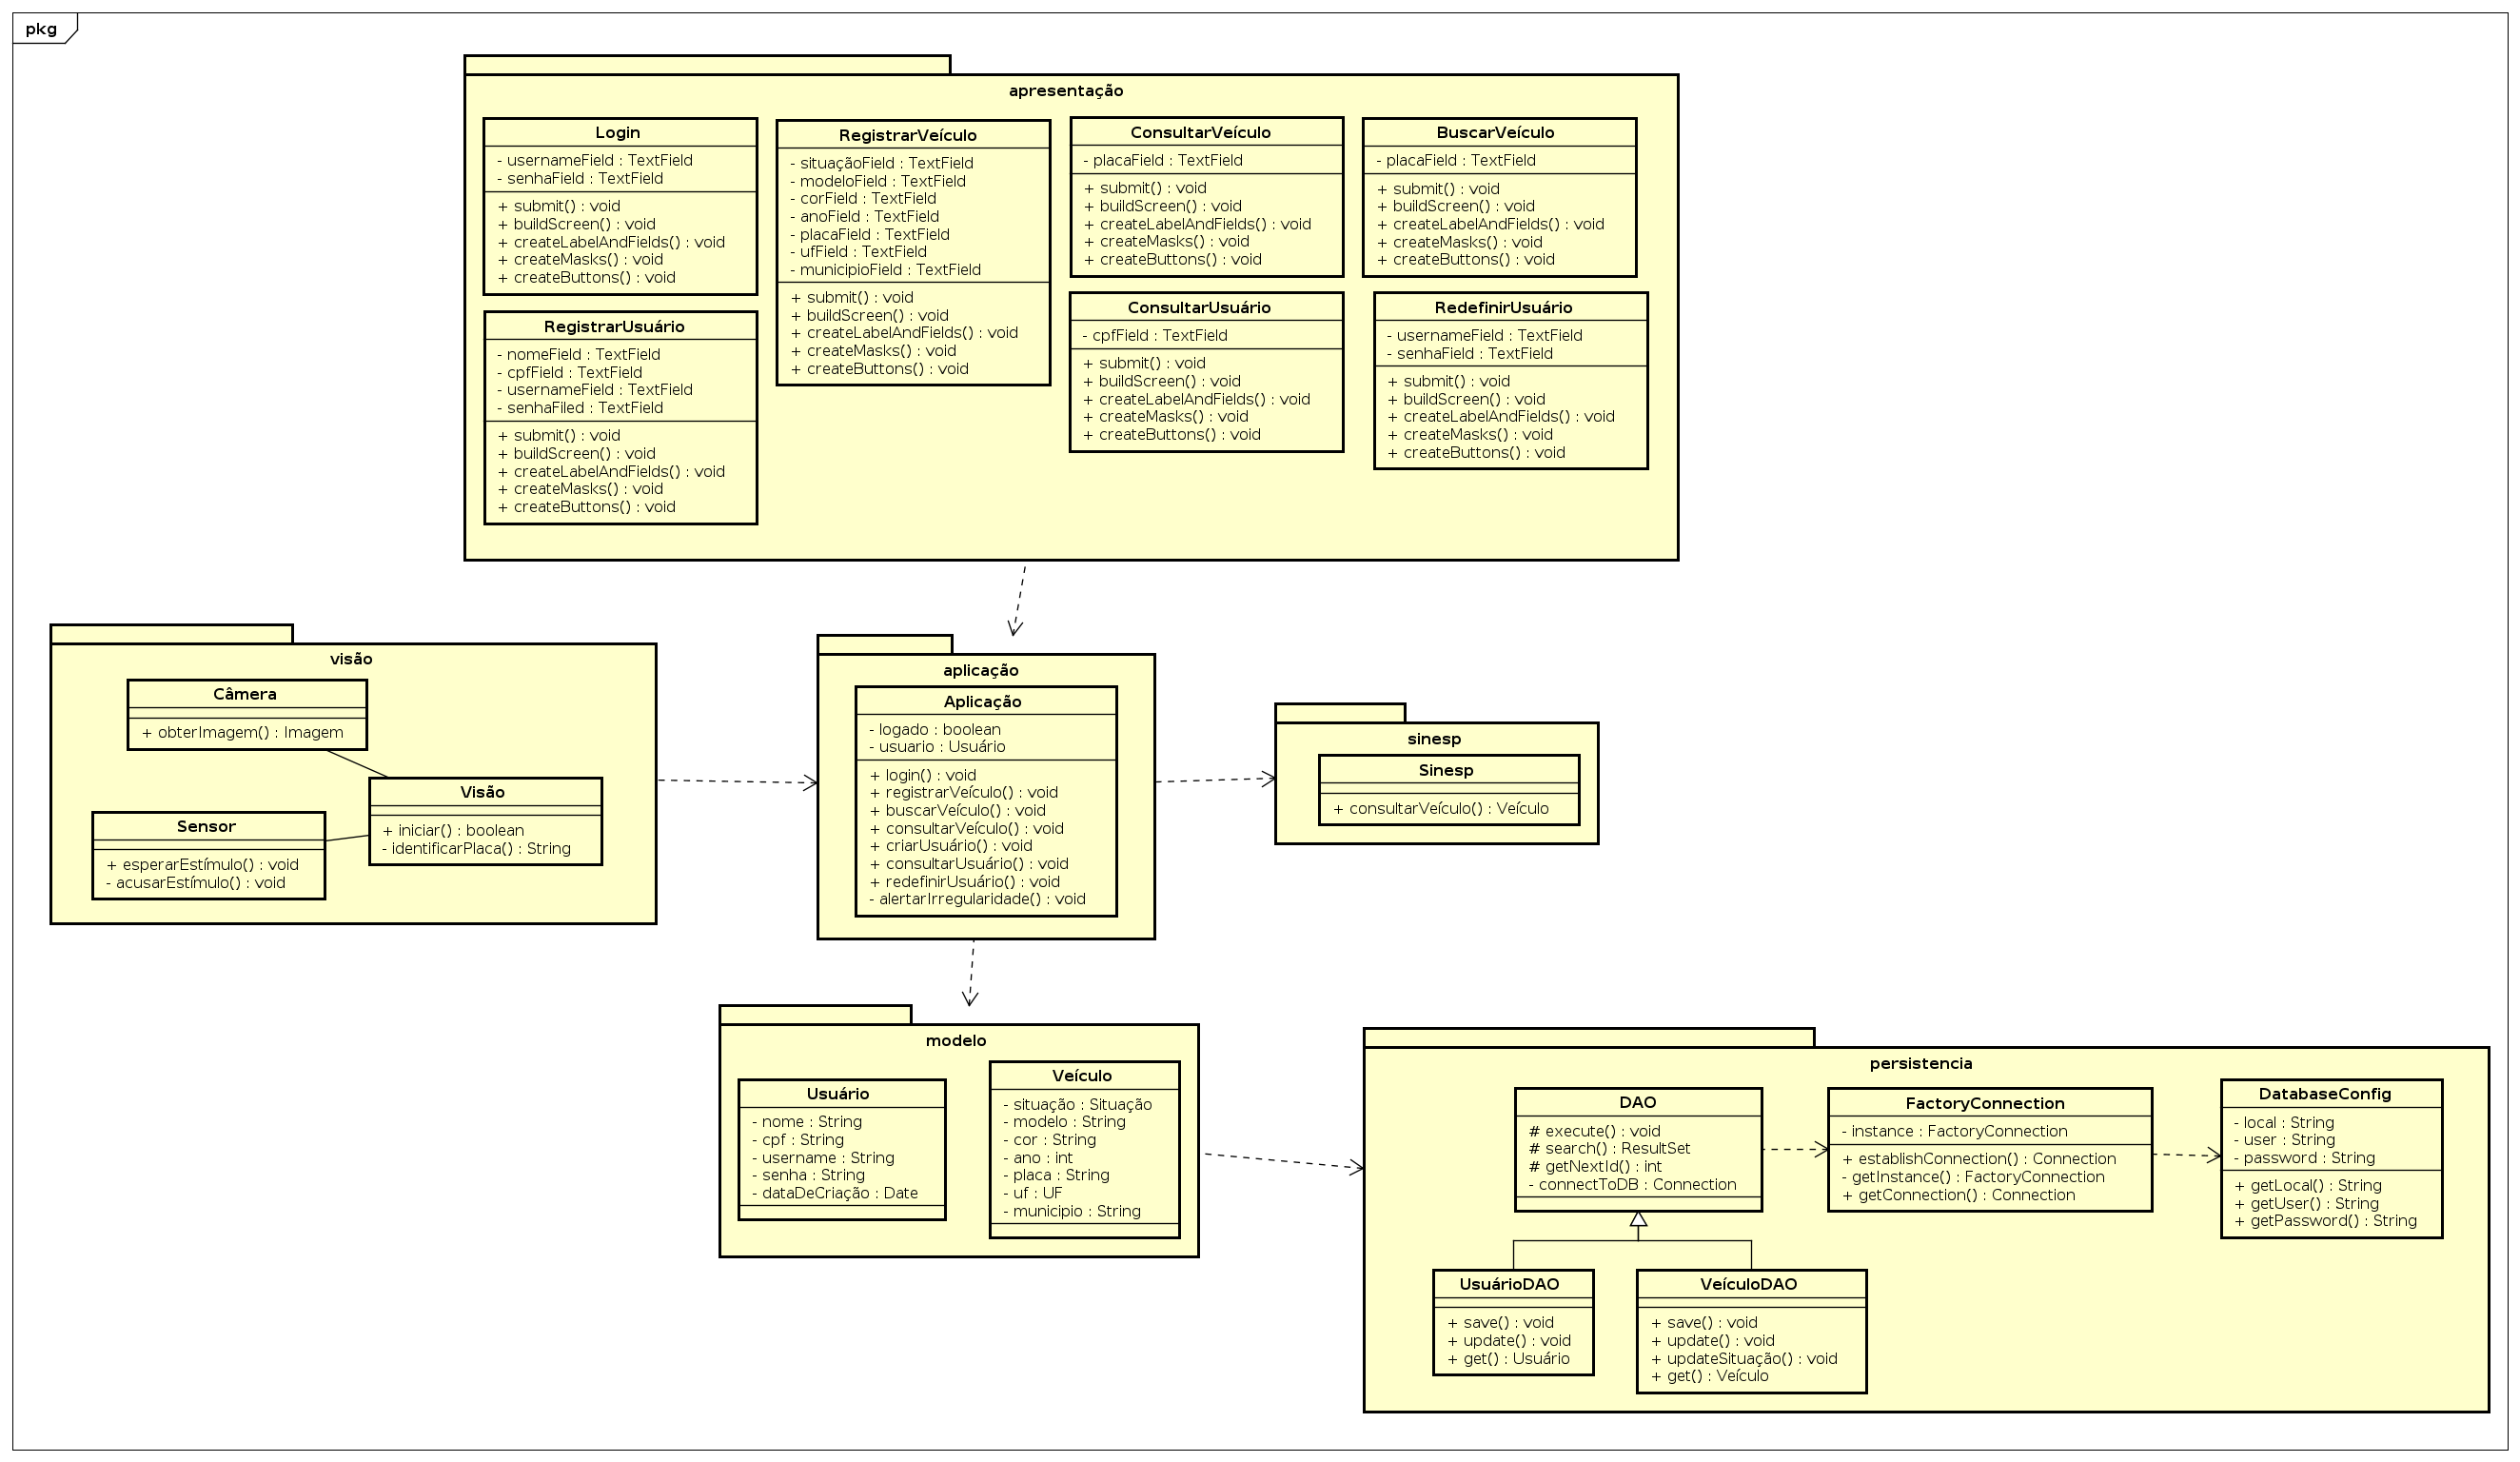 pkg
apresentação
Login
- usernameField : TextField
- senhaField : TextField
+ submit() : void
+ buildScreen() : void
+ createLabelAndFields() : void
+ createMasks() : void
+ createButtons() : void
RegistrarVeículo
- situaçãoField : TextField
- modeloField : TextField
- corField : TextField
- anoField : TextField
- placaField : TextField
- ufField : TextField
- municipioField : TextField
+ submit() : void
+ buildScreen() : void
+ createLabelAndFields() : void
+ createMasks() : void
+ createButtons() : void
ConsultarVeículo
- placaField : TextField
+ submit() : void
+ buildScreen() : void
+ createLabelAndFields() : void
+ createMasks() : void
+ createButtons() : void
BuscarVeículo
- placaField : TextField
+ submit() : void
+ buildScreen() : void
+ createLabelAndFields() : void
+ createMasks() : void
+ createButtons() : void
RegistrarUsuário
- nomeField : TextField
- cpfField : TextField
- usernameField : TextField
- senhaFiled : TextField
+ submit() : void
+ buildScreen() : void
+ createLabelAndFields() : void
+ createMasks() : void
+ createButtons() : void
ConsultarUsuário
- cpfField : TextField
+ submit() : void
+ buildScreen() : void
+ createLabelAndFields() : void
+ createMasks() : void
+ createButtons() : void
RedefinirUsuário
- usernameField : TextField
- senhaField : TextField
+ submit() : void
+ buildScreen() : void
+ createLabelAndFields() : void
+ createMasks() : void
+ createButtons() : void
visão
Câmera
+ obterImagem() : Imagem
Visão
+ iniciar() : boolean
- identificarPlaca() : String
Sensor
+ esperarEstímulo() : void
- acusarEstímulo() : void
aplicação
Aplicação
- logado : boolean
- usuario : Usuário
+ login() : void
+ registrarVeículo() : void
+ buscarVeículo() : void
+ consultarVeículo() : void
+ criarUsuário() : void
+ consultarUsuário() : void
+ redefinirUsuário() : void
- alertarIrregularidade() : void
sinesp
Sinesp
+ consultarVeículo() : Veículo
modelo
Usuário
- nome : String
- cpf : String
- username : String
- senha : String
- dataDeCriação : Date
Veículo
- situação : Situação
- modelo : String
- cor : String
- ano : int
- placa : String
- uf : UF
- municipio : String
persistencia
DAO
# execute() : void
# search() : ResultSet
# getNextId() : int
- connectToDB : Connection
FactoryConnection
- instance : FactoryConnection
+ establishConnection() : Connection
- getInstance() : FactoryConnection
+ getConnection() : Connection
DatabaseConfig
- local : String
- user : String
- password : String
+ getLocal() : String
+ getUser() : String
+ getPassword() : String
UsuárioDAO
+ save() : void
+ update() : void
+ get() : Usuário
VeículoDAO
+ save() : void
+ update() : void
+ updateSituação() : void
+ get() : Veículo